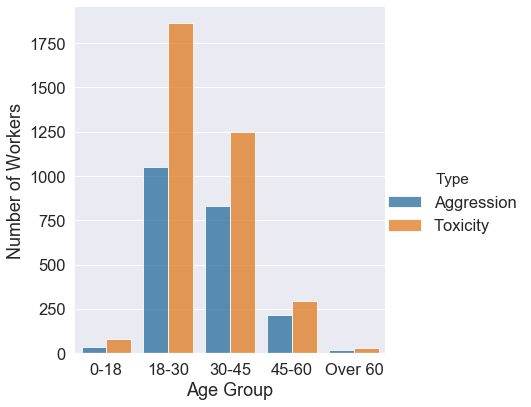 1750
1500
1250
1000
750
500
250
0
Number of Workers
0-18 18-30 30-45 45-60 Over 60
Age Group
Type
Aggression
Toxicity